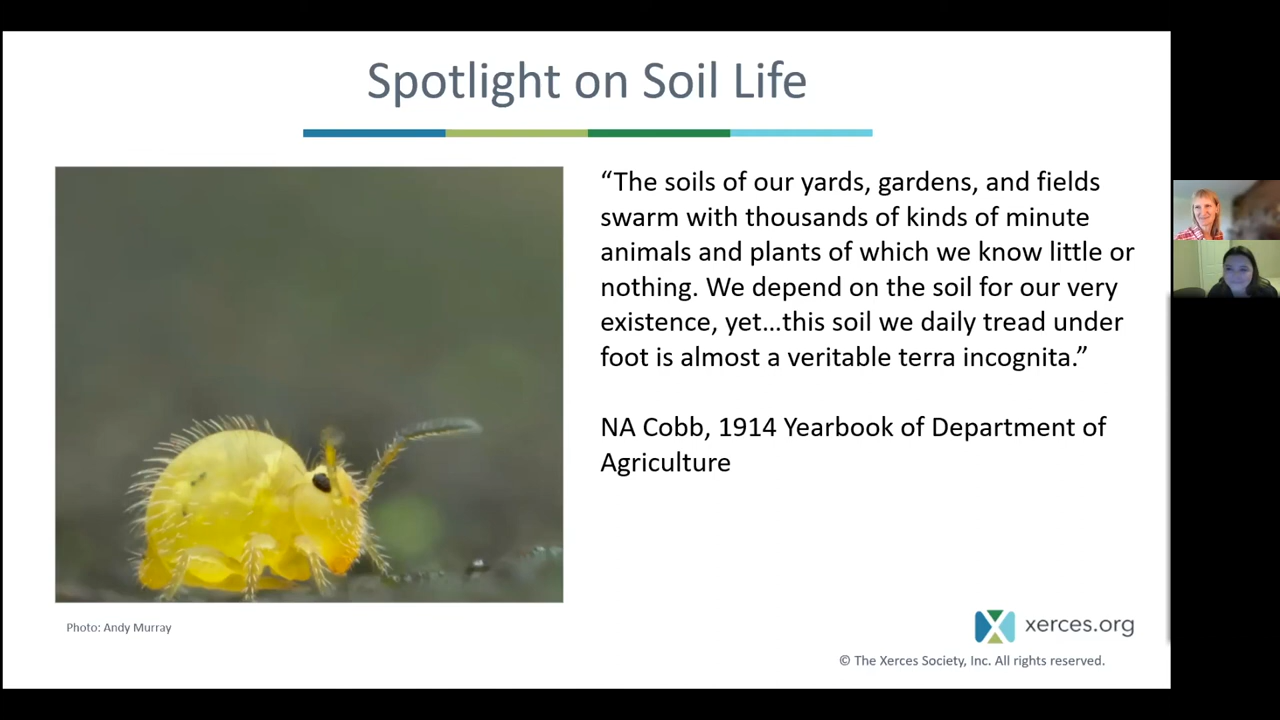 Spotlight on Soil Life
“The soils of our yards, gardens, and fields
swarm with thousands of kinds of minute
animals and plants of which we know little or
nothing. We depend on the soil for our very
existence, yet…this soil we daily tread under
foot is almost a veritable terra incognita.”
NA Cobb, 1914 Yearbook of Department of
Agriculture
Photo: Andy Murray
xerces.org
© The Xerces Society, Inc. All rights reserved.